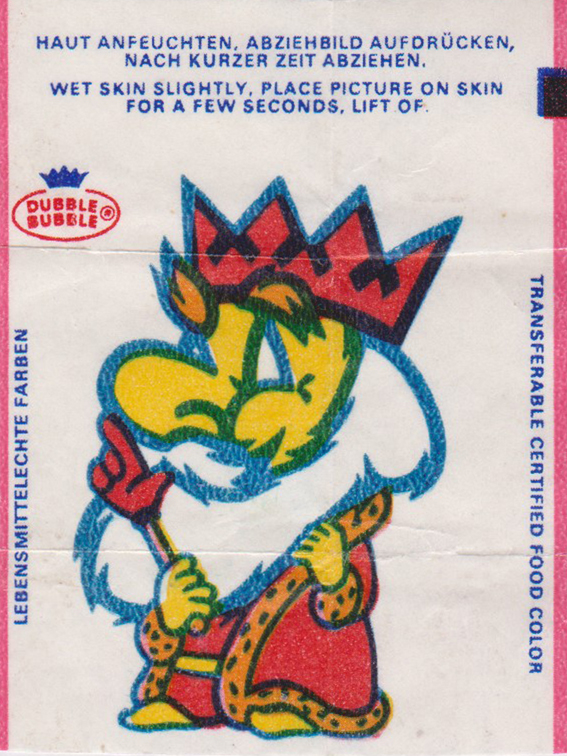 HAUT ANFEUCHTEN, ABZIEHBILD AUFDRÜCKEN,
NACH KURZER ZEIT ABZIEHEN.
WET SKIN SLIGHTLY, PLACE PICTURE ON SKIN
FOR A FEW SECONDS, LIFT OF.
DUBBLE
BUBBLE ®
LEBENSMITTELECHTE FARBEN
TRANSFERABLE CERTIFIED FOOD COLOR